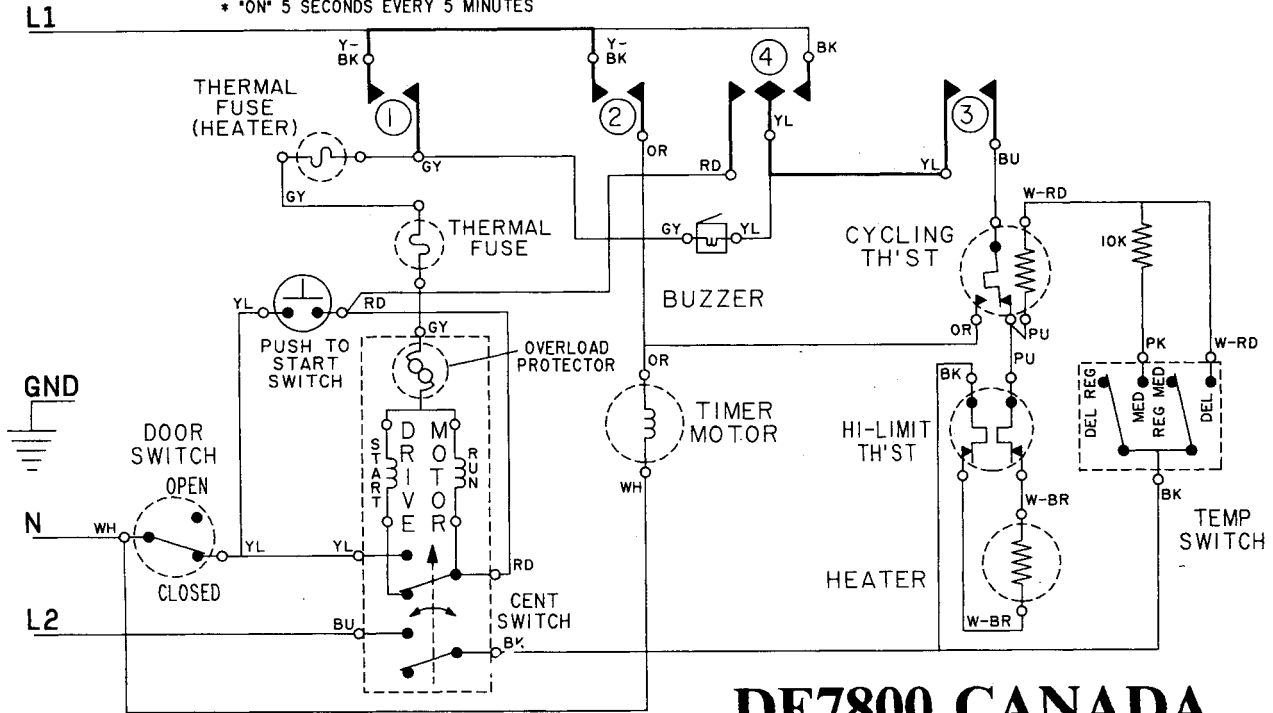 * "ON" 5 SECONDS EVERY 5 MINUTES
L1
Y-
BK
Y-
BK
BK
4
THERMAL
FUSE
(HEATER)
1
2
3
YL
OR
BU
GY
RD
YL
W-RD
GY
THERMAL
FUSE
GY
YL
CYCLING
TH'ST
10K
BUZZER
YL
RD
PUSH TO
START
SWITCH
GY
OVERLOAD
PROTECTOR
OR
PU
OR
PU
PK
W-RD
BK
GND
DOOR
SWITCH
OPEN
START
DRIVE
MOTOR
RUN
TIMER
MOTOR
HI-LIMIT
TH'ST
DEL REG
MED
REG MED
DEL
WH
BK
W-BR
TEMP
SWITCH
N
WH
YL
YL
CLOSED
RD
HEATER
CENT
SWITCH
L2
BU
BK
W-BR
DE7800 CANADA